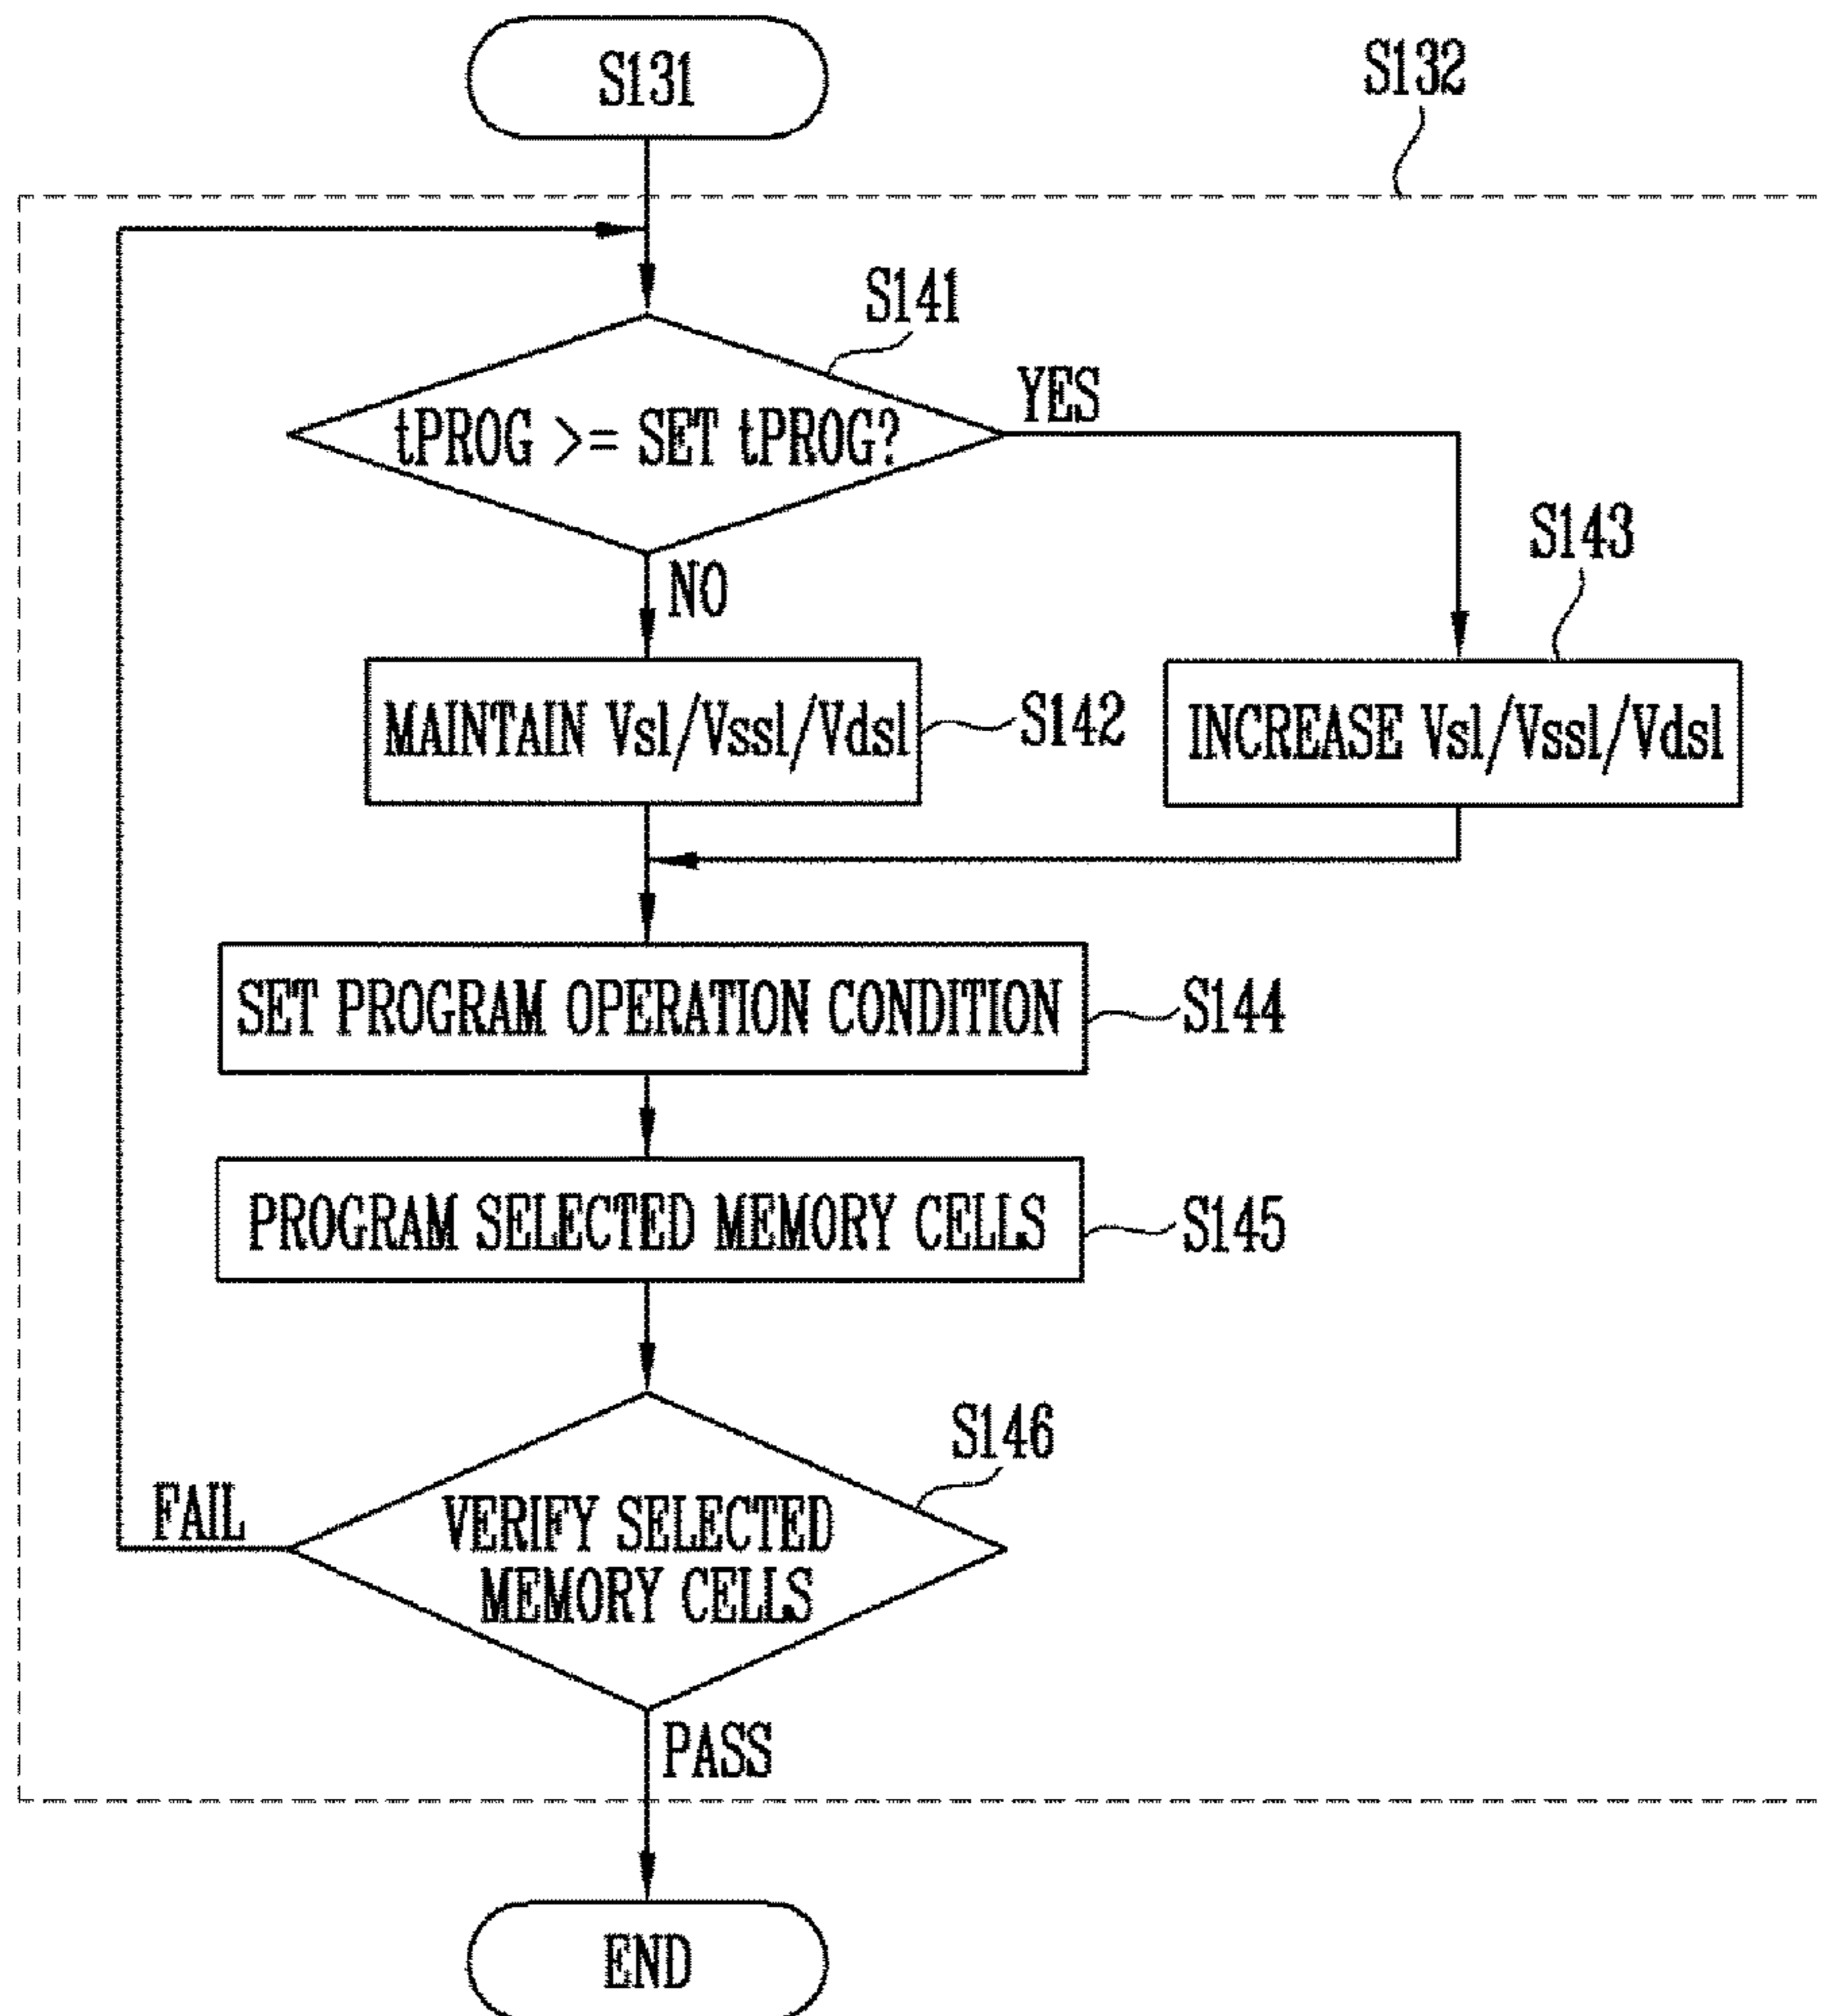 S131
S132
S141
tPROG >= SET tPROG?
YES
NO
S143
MAINTAIN Vsl/Vssl/Vdsl
S142
INCREASE Vsl/Vssl/Vdsl
SET PROGRAM OPERATION CONDITION
S144
PROGRAM SELECTED MEMORY CELLS
S145
S146
FAIL
VERIFY SELECTED
MEMORY CELLS
PASS
END